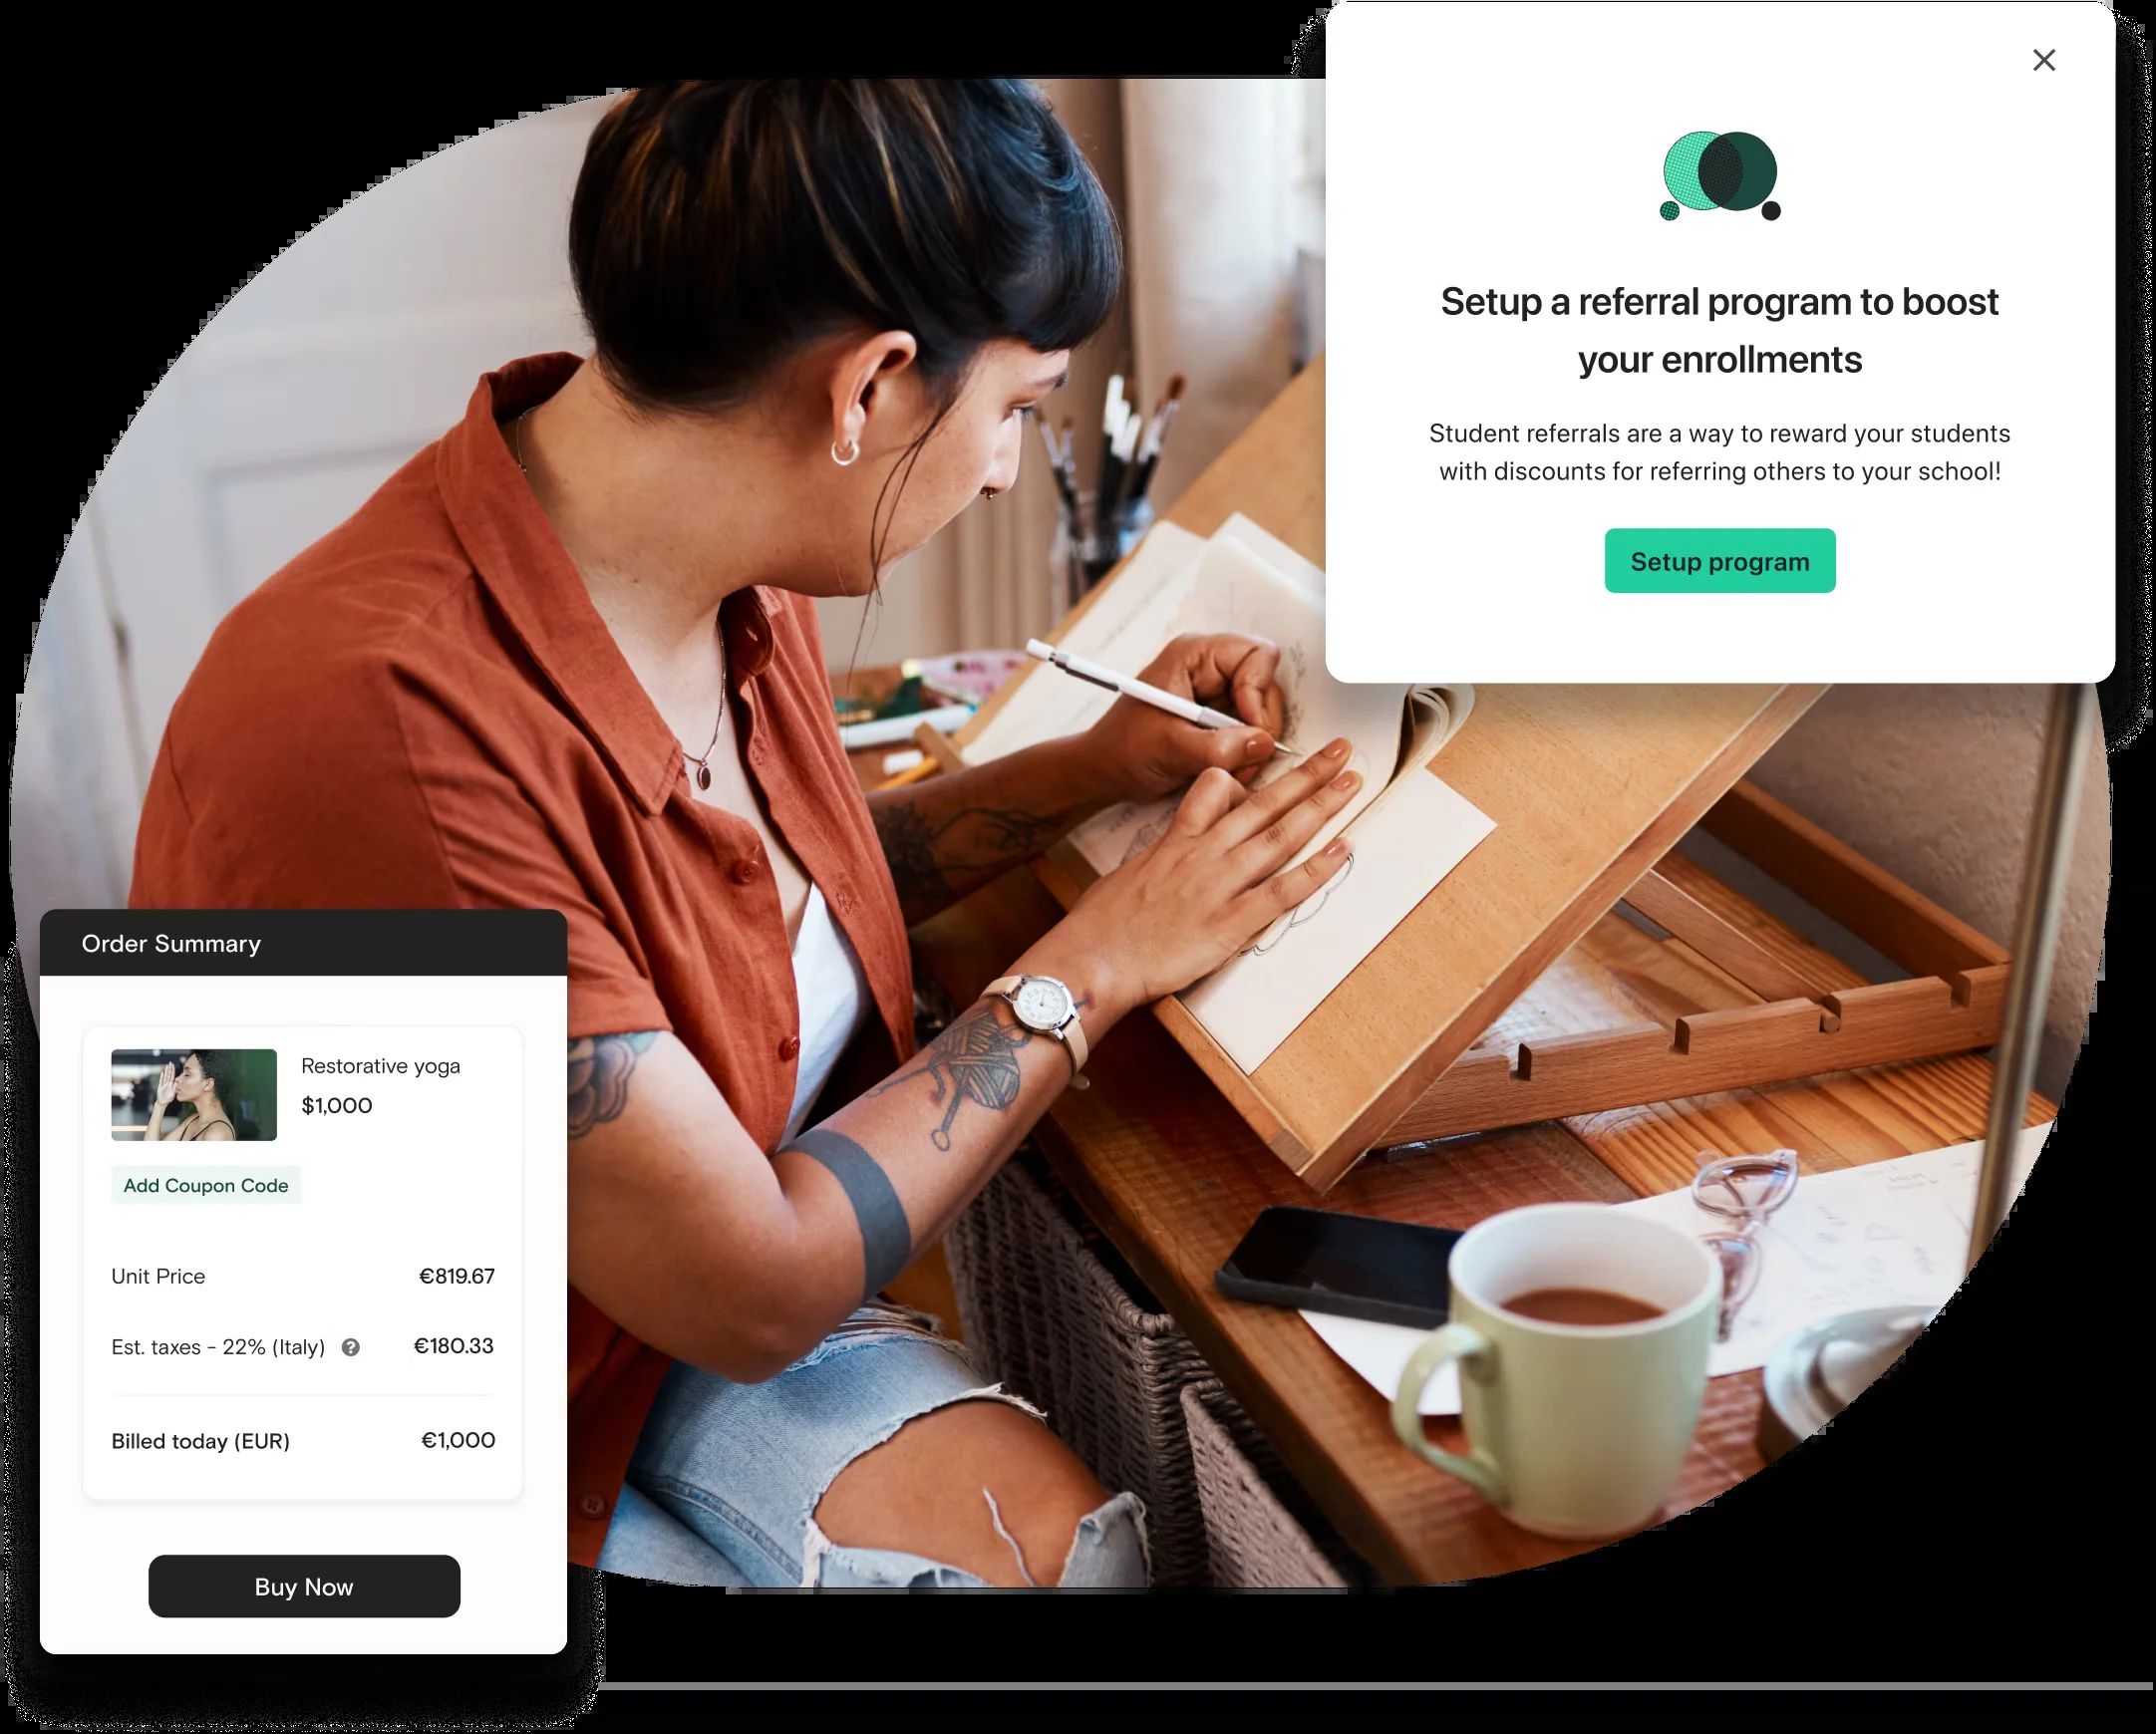 Setup a referral program to boost
your enrollments
Student referrals are a way to reward your students
with discounts for referring others to your school!
Setup program
Order Summary
Restorative yoga
$1,000
Add Coupon Code
Unit Price €819.67
Est. taxes - 22% (Italy) ? €180.33
Billed today (EUR) €1,000
Buy Now